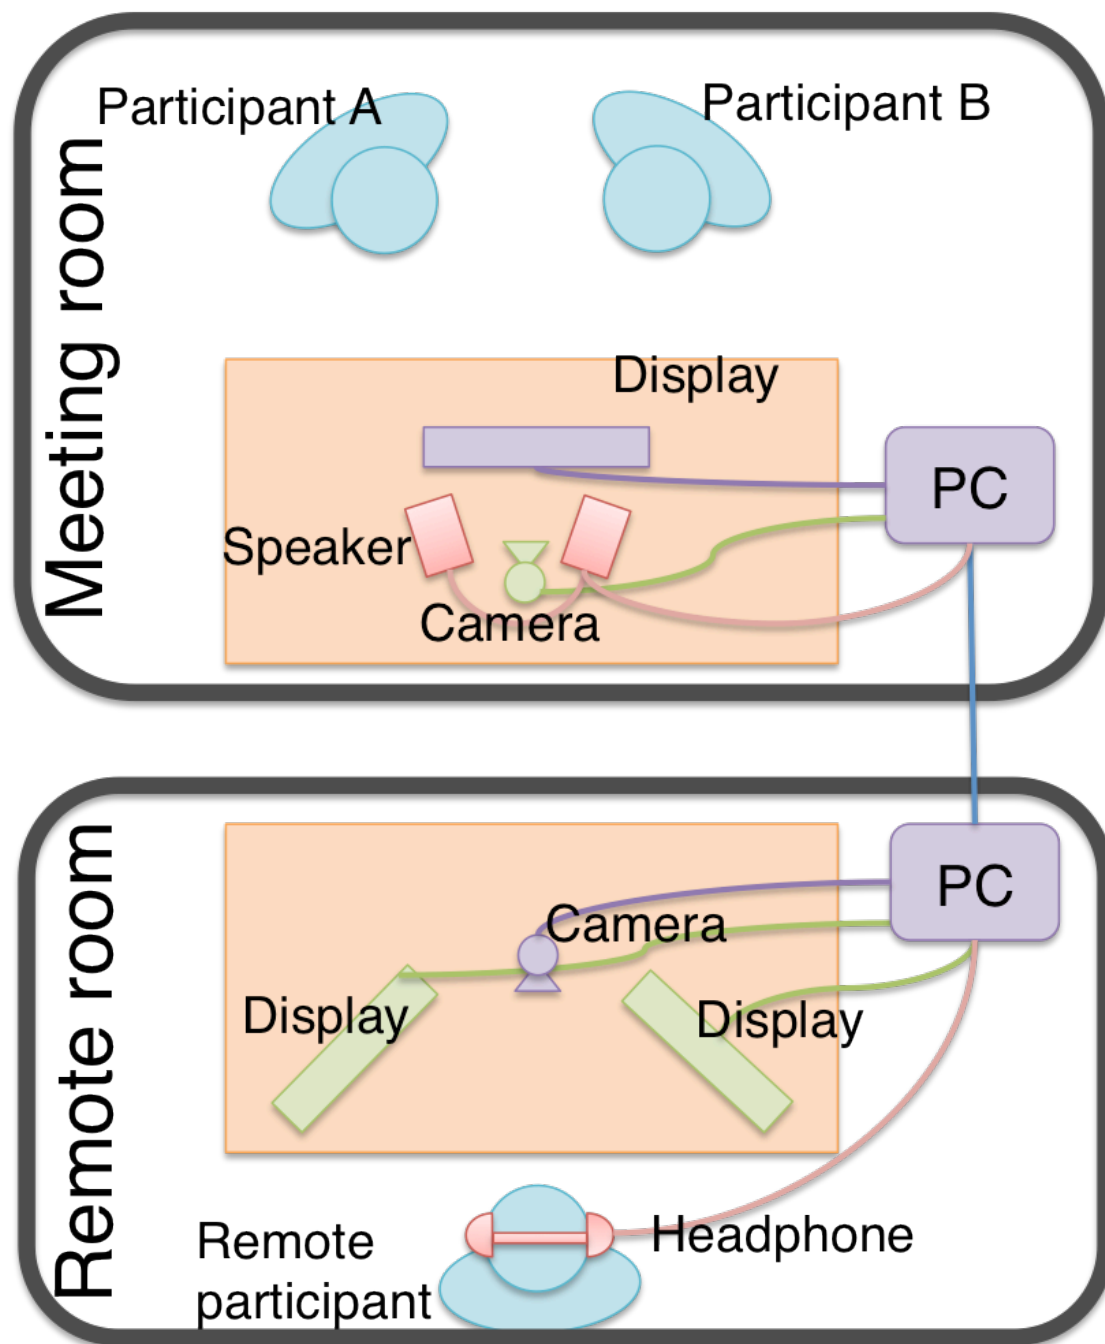 Meeting room
Participant A
Participant B
Display
PC
Speaker
Camera
Remote room
PC
Camera
Display
Display
Remote
participant
Headphone